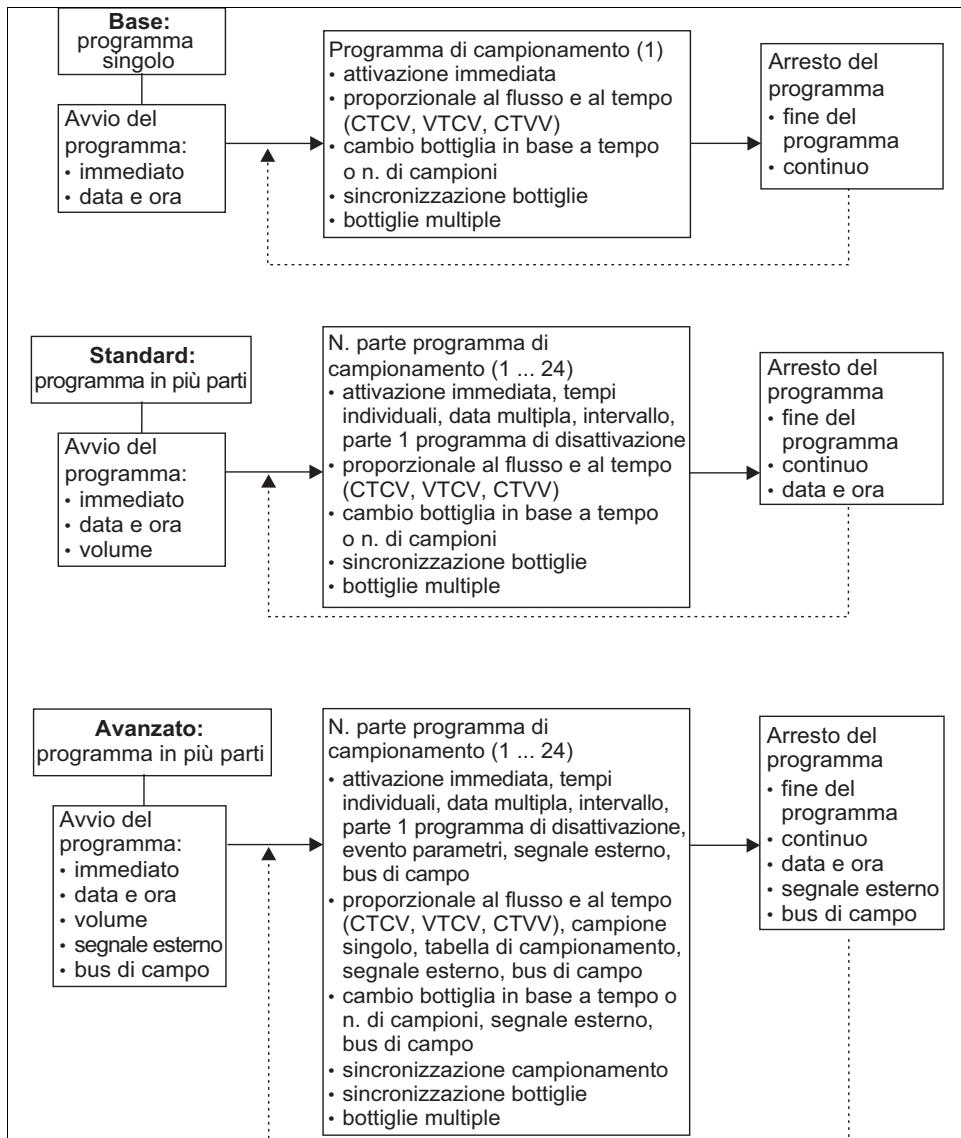 Base:
programma
singolo
Avvio del
programma:
• immediato
• data e ora
Programma di campionamento (1)
• attivazione immediata
• proporzionale al flusso e al tempo
(CTCV, VTCV, CTVV)
• cambio bottiglia in base a tempo
o n. di campioni
• sincronizzazione bottiglie
• bottiglie multiple
Arresto del
programma
• fine del
programma
• continuo
Standard:
programma in più parti
Avvio del
programma:
• immediato
• data e ora
• volume
N. parte programma di
campionamento (1 ... 24)
• attivazione immediata, tempi
individuali, data multipla, intervallo,
parte 1 programma di disattivazione
• proporzionale al flusso e al tempo
(CTCV, VTCV, CTVV)
• cambio bottiglia in base a tempo
o n. di campioni
• sincronizzazione bottiglie
• bottiglie multiple
Arresto del
programma
• fine del
programma
• continuo
• data e ora
Avanzato:
programma in più parti
Avvio del
programma:
• immediato
• data e ora
• volume
• segnale esterno
• bus di campo
N. parte programma di
campionamento (1 ... 24)
• attivazione immediata, tempi
individuali, data multipla, intervallo,
parte 1 programma di disattivazione,
evento parametri, segnale esterno,
bus di campo
• proporzionale al flusso e al tempo
(CTCV, VTCV, CTVV), campione
singolo, tabella di campionamento,
segnale esterno, bus di campo
• cambio bottiglia in base a tempo o
n. di campioni, segnale esterno,
bus di campo
• sincronizzazione campionamento
• sincronizzazione bottiglie
• bottiglie multiple
Arresto del
programma
• fine del
programma
• continuo
• data e ora
• segnale esterno
• bus di campo